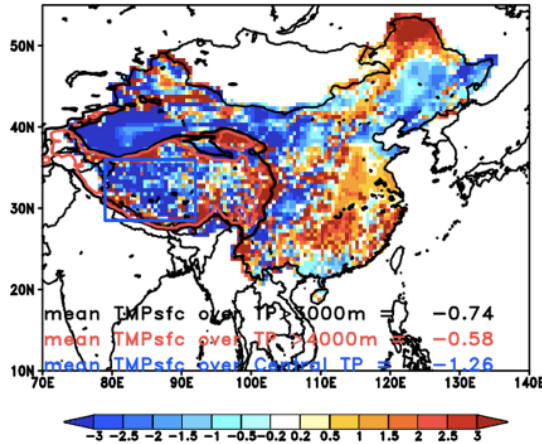 50N
40N
30N
20N
mean TMPsfc over TP>3000m = -0.74
mean TMPsfc over TP >4000m = -0.58
mean TMPsfc over Central TP = -1.26
10N
70E 80E 90E 100E 110E 120E 130E 140E
-3 -2.5 -2 -1.5 -1 -0.5 -0.2 0.2 0.5 1 1.5 2 2.5 3